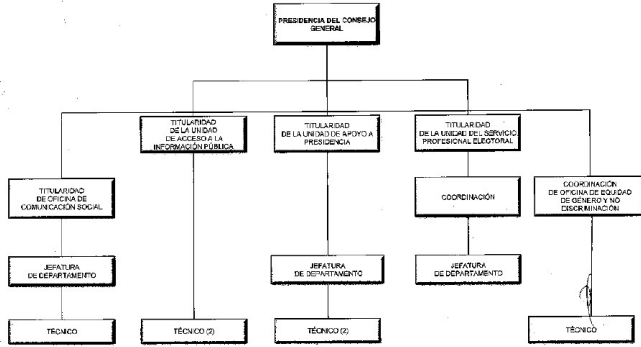 PRESIDENCIA DEL CONSEJO
GENERAL
TITULARIDAD
DE LA UNIDAD
DE ACCESO A LA
INFORMACIÓN PÚBLICA
TITULARIDAD
DE LA UNIDAD DE APOYO A
PRESIDENCIA
TITULARIDAD
DE LA UNIDAD DEL SERVICIO
PROFESIONAL ELECTORAL
TITULARIDAD
DE OFICINA DE
COMUNICACIÓN SOCIAL
COORDINACIÓN
COORDINACIÓN
DE OFICINA DE EQUIDAD
DE GÉNERO Y NO
DISCRIMINACIÓN
JEFATURA
DE DEPARTAMENTO
JEFATURA
DE DEPARTAMENTO
JEFATURA
DE DEPARTAMENTO
TÉCNICO
TÉCNICO (2)
TÉCNICO (2)
TÉCNICO